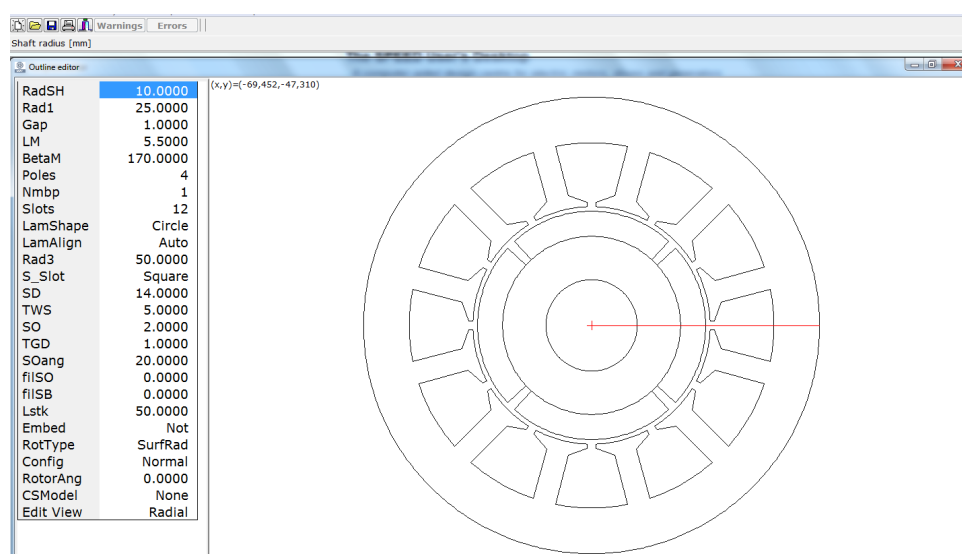 Warnings Errors
Shaft radius [mm]
The SPEED User's Desktop
Outline editor
(x,y)=(-69,452,-47,310)
RadSH 10.0000
Rad1 25.0000
Gap 1.0000
LM 5.5000
BetaM 170.0000
Poles 4
Nmbp 1
Slots 12
LamShape Circle
LamAlign Auto
Rad3 50.0000
S_Slot Square
SD 14.0000
TWS 5.0000
SO 2.0000
TGD 1.0000
SOang 20.0000
filSO 0.0000
filSB 0.0000
Lstk 50.0000
Embed Not
RotType SurfRad
Config Normal
RotorAng 0.0000
CSModel None
Edit View Radial